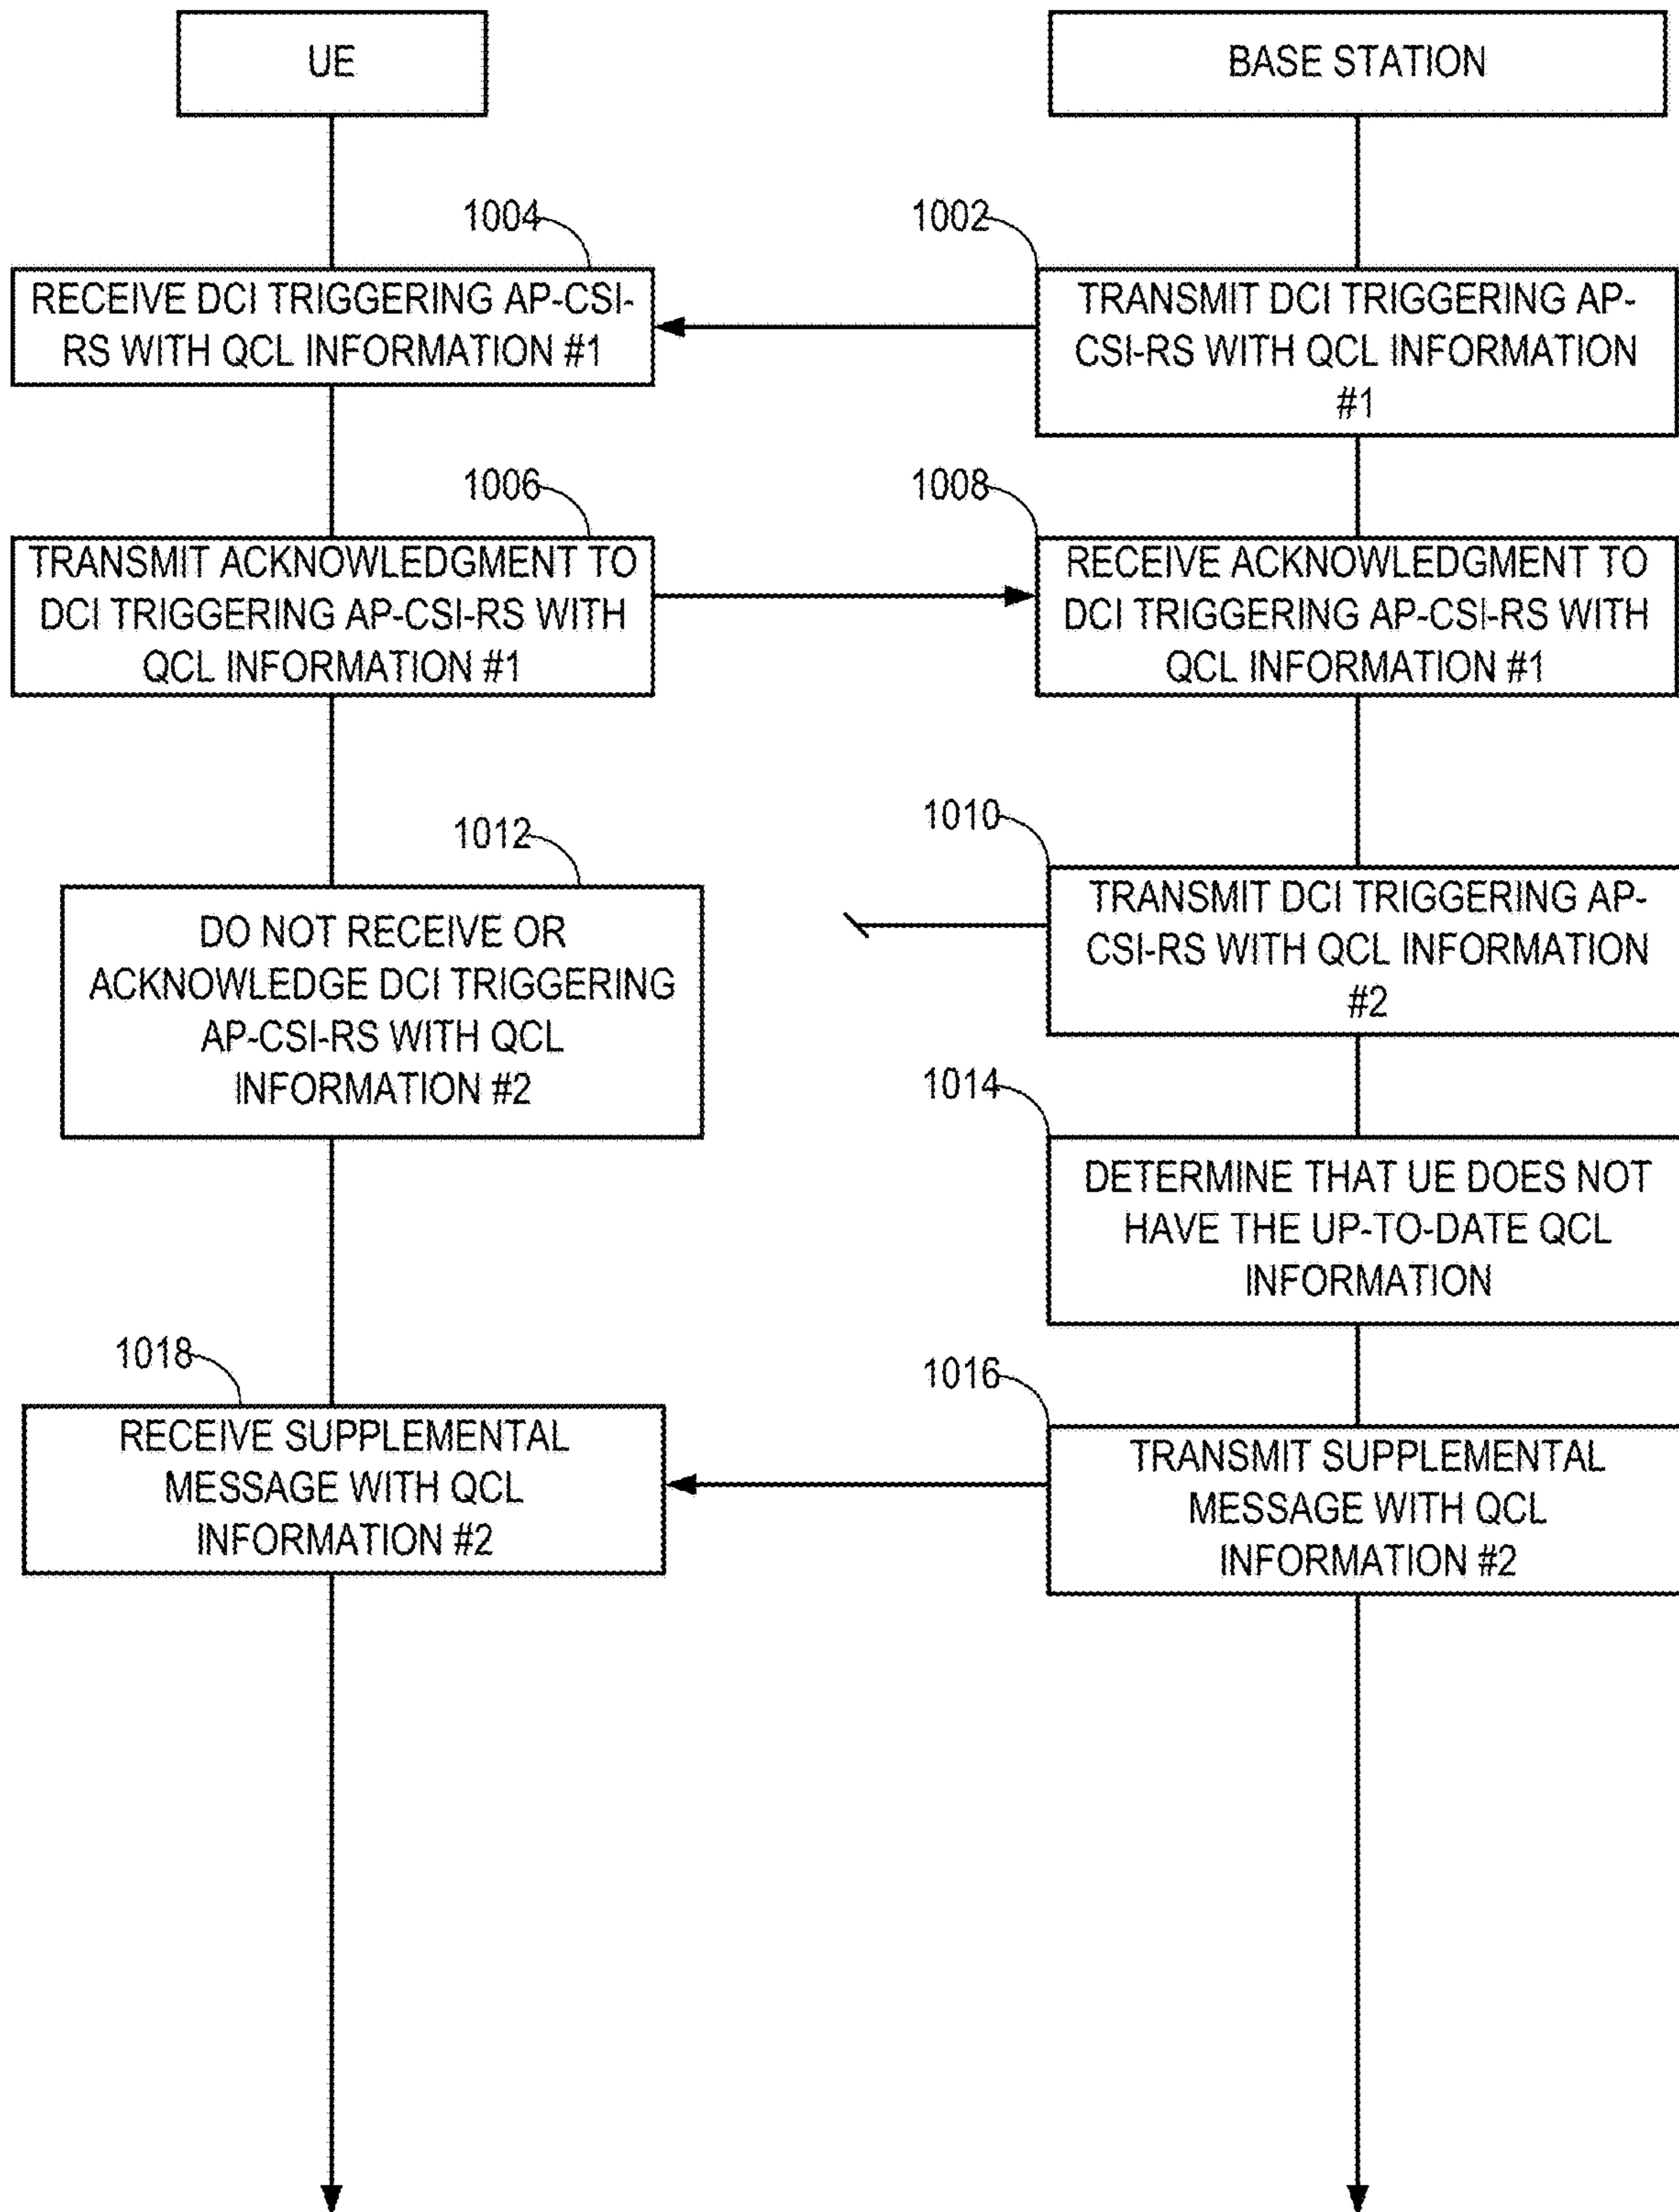 UE
BASE STATION
1004
1002
RECEIVE DCI TRIGGERING AP-CSI-
RS WITH QCL INFORMATION #1
TRANSMIT DCI TRIGGERING AP-
CSI-RS WITH QCL INFORMATION
#1
1006
1008
TRANSMIT ACKNOWLEDGMENT TO
DCI TRIGGERING AP-CSI-RS WITH
QCL INFORMATION #1
RECEIVE ACKNOWLEDGMENT TO
DCI TRIGGERING AP-CSI-RS WITH
QCL INFORMATION #1
1012
1010
DO NOT RECEIVE OR
ACKNOWLEDGE DCI TRIGGERING
AP-CSI-RS WITH QCL
INFORMATION #2
TRANSMIT DCI TRIGGERING AP-
CSI-RS WITH QCL INFORMATION
#2
1014
DETERMINE THAT UE DOES NOT
HAVE THE UP-TO-DATE QCL
INFORMATION
1018
1016
RECEIVE SUPPLEMENTAL
MESSAGE WITH QCL
INFORMATION #2
TRANSMIT SUPPLEMENTAL
MESSAGE WITH QCL
INFORMATION #2